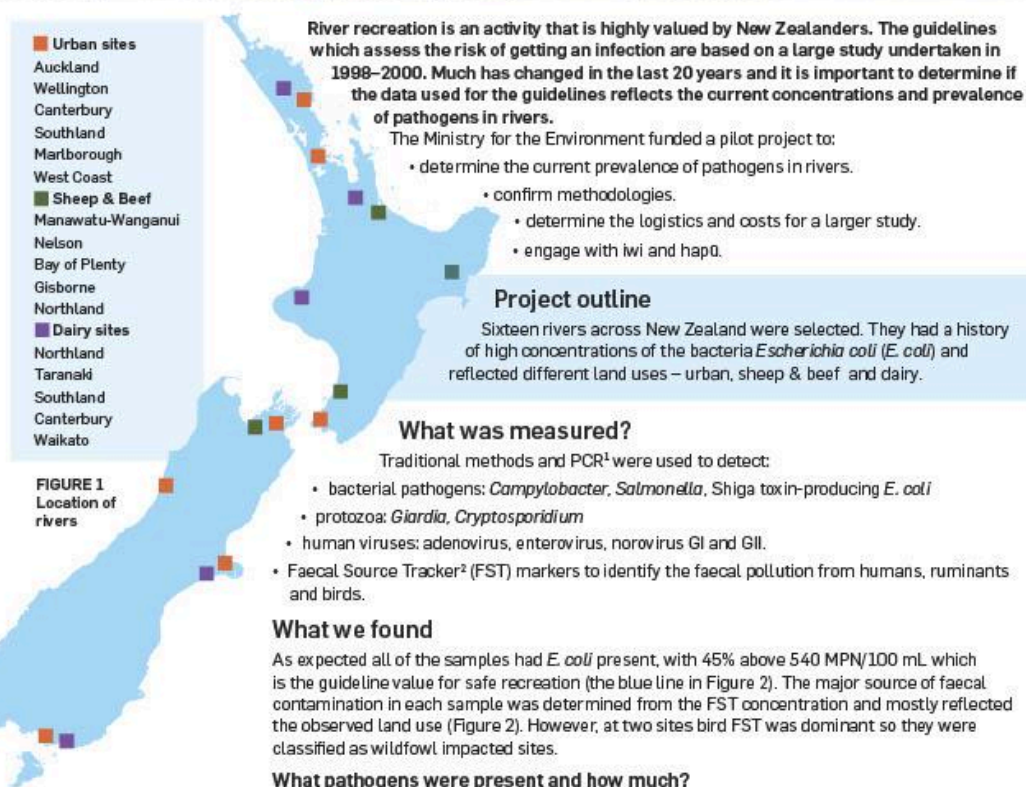 Urban sites
Auckland
Wellington
Canterbury
Southland
Marlborough
West Coast
Sheep & Beef
Manawatu-Wanganui
Nelson
Bay of Plenty
Gisborne
Northland
Dairy sites
Northland
Taranaki
Southland
Canterbury
Waikato
FIGURE 1
Location of
rivers
River recreation is an activity that is highly valued by New Zealanders. The guidelines
which assess the risk of getting an infection are based on a large study undertaken in
1998–2000. Much has changed in the last 20 years and it is important to determine if
the data used for the guidelines reflects the current concentrations and prevalence
of pathogens in rivers.
The Ministry for the Environment funded a pilot project to:
• determine the current prevalence of pathogens in rivers.
• confirm methodologies.
• determine the logistics and costs for a larger study.
• engage with iwi and hapū.
Project outline
Sixteen rivers across New Zealand were selected. They had a history
of high concentrations of the bacteria Escherichia coli (E. coli) and
reflected different land uses – urban, sheep & beef and dairy.
What was measured?
Traditional methods and PCR¹ were used to detect:
• bacterial pathogens: Campylobacter, Salmonella, Shiga toxin-producing E. coli
• protozoa: Giardia, Cryptosporidium
• human viruses: adenovirus, enterovirus, norovirus GI and GII.
• Faecal Source Tracker² (FST) markers to identify the faecal pollution from humans, ruminants
and birds.
What we found
As expected all of the samples had E. coli present, with 45% above 540 MPN/100 mL which
is the guideline value for safe recreation (the blue line in Figure 2). The major source of faecal
contamination in each sample was determined from the FST concentration and mostly reflected
the observed land use (Figure 2). However, at two sites bird FST was dominant so they were
classified as wildfowl impacted sites.
What pathogens were present and how much?